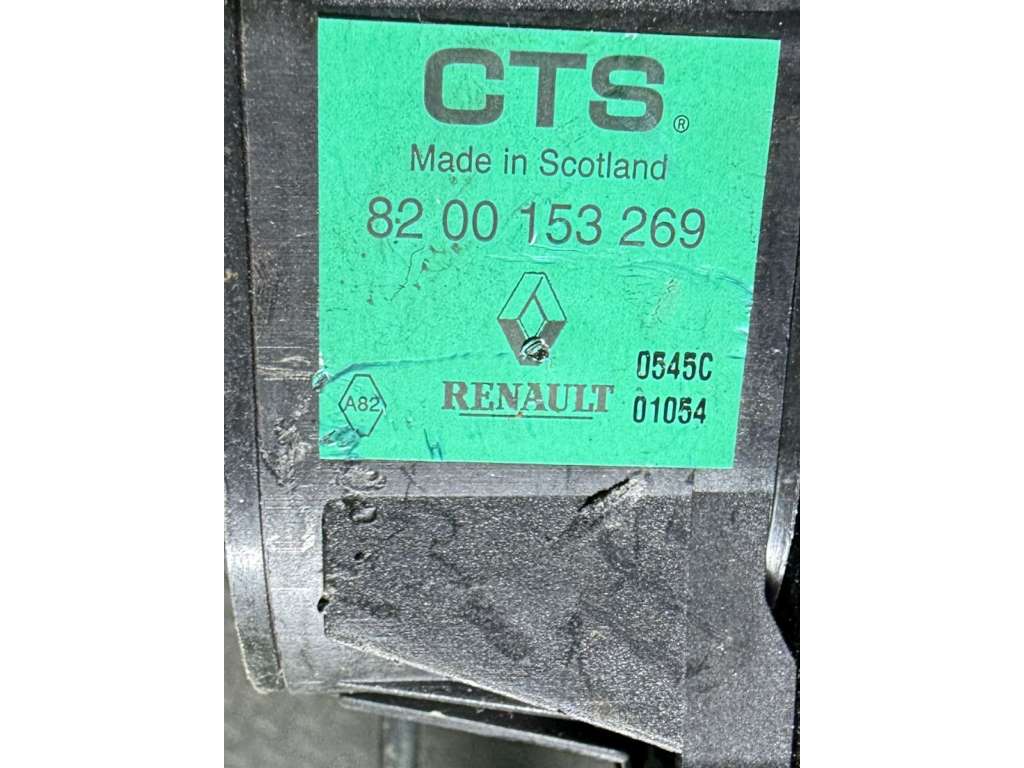 CTS®
Made in Scotland
82 00 153 269
0545C
A82
RENAULT
01054